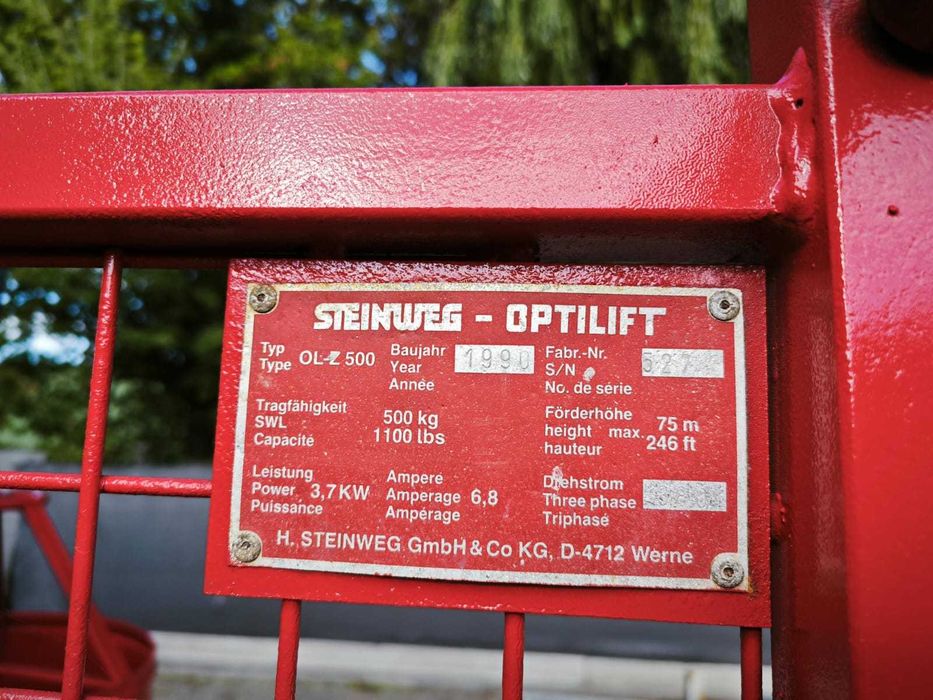 STEINWEG - OPTILIFT
Typ
Type OL-Z 500
Baujahr
Year
Année
1990
Fabr.-Nr.
S/N
No. de série
527
Tragfähigkeit
SWL
Capacité
500 kg
1100 lbs
Förderhöhe
height max.
hauteur
75 m
246 ft
Leistung
Power 3,7KW
Puissance
Ampere
Amperage 6,8
Ampérage
Drehstrom
Three phase
Triphasé
H. STEINWEG GmbH & Co KG, D-4712 Werne